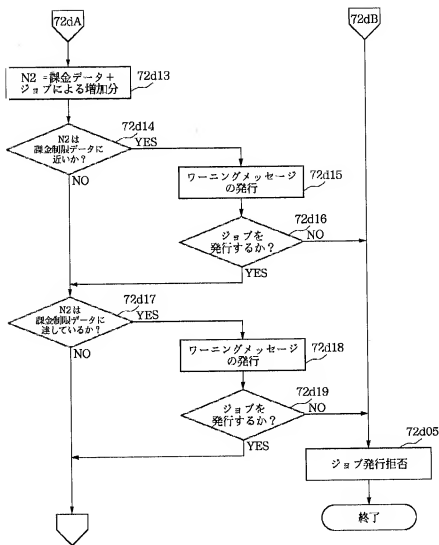 72dA
72dB
72d13
N2 =課金データ+
ジョブによる増加分
72d14
N2は
課金制限データに
近いか?
YES
NO
72d15
ワーニングメッセージ
の発行
72d16
ジョブを
発行するか?
NO
YES
72d17
N2は
課金制限データに
達しているか?
YES
NO
72d18
ワーニングメッセージ
の発行
72d19
ジョブを
発行するか?
NO
YES
72d05
ジョブ発行拒否
終了